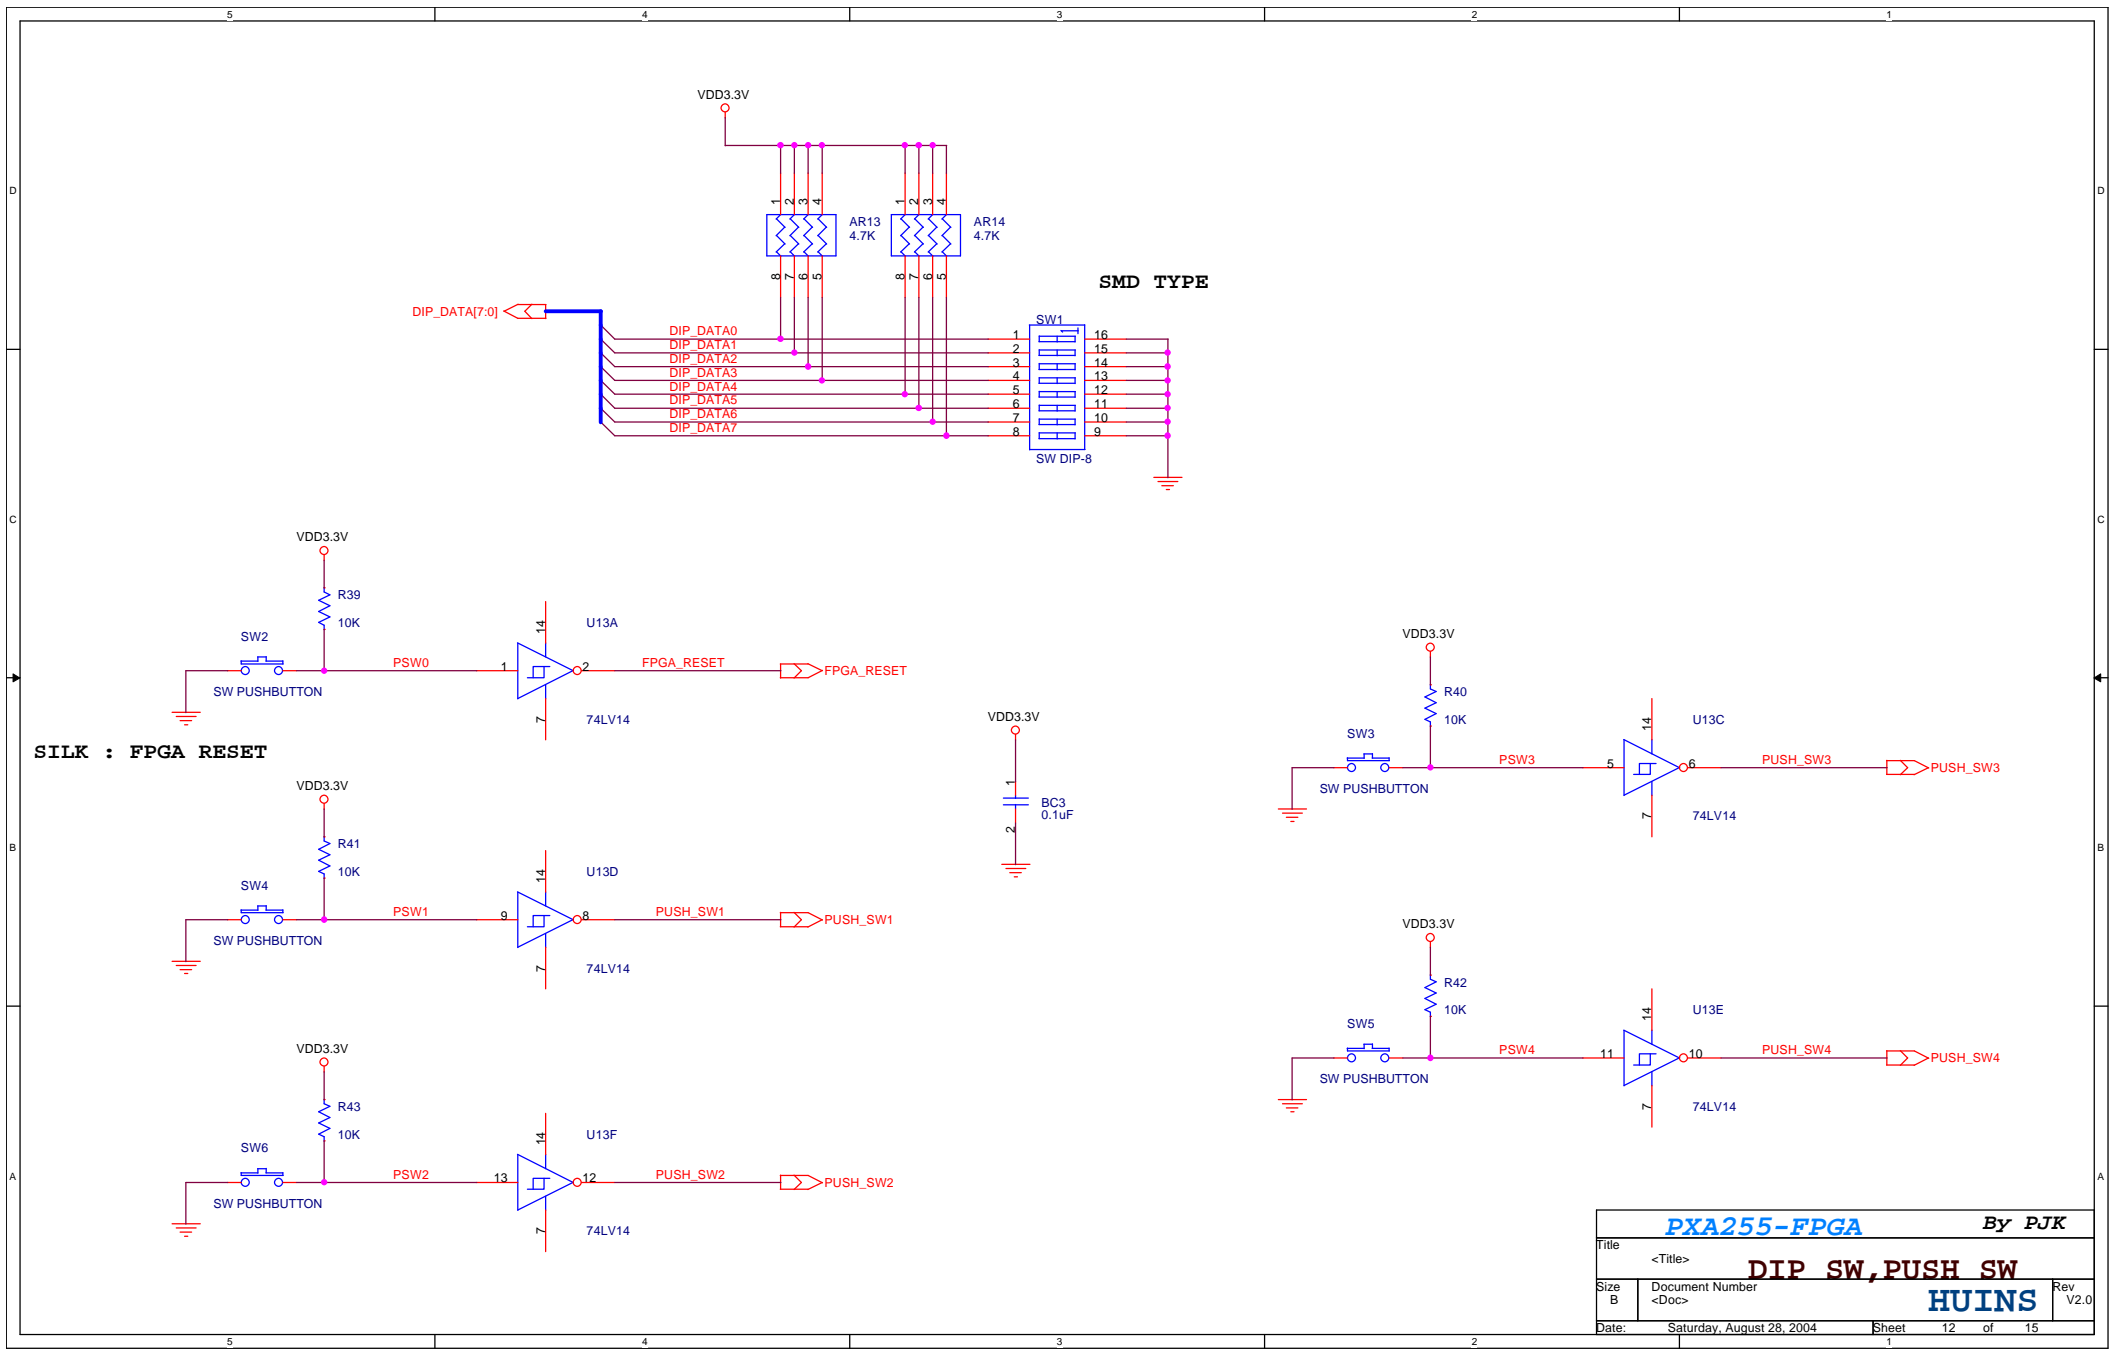 5 4 3 2 1
VDD3.3V
D D
1 2 3 4 1 2 3 4
AR13 AR14
4.7K 4.7K
8 7 6 5 8 7 6 5
SMD TYPE
DIP_DATA[7:0]
SW1
DIP_DATA0 1 16
DIP_DATA1 2 15
DIP_DATA2 3 14
DIP_DATA3 4 13
DIP_DATA4 5 12
DIP_DATA5 6 11
DIP_DATA6 7 10
DIP_DATA7 8 9
SW DIP-8
C C
VDD3.3V
R39
10K
SW2
SW PUSHBUTTON
PSW0
1 14 2 7
U13A
74LV14
FPGA_RESET
FPGA_RESET
SILK : FPGA RESET
VDD3.3V
1
BC3
0.1uF
2
VDD3.3V
R40
10K
SW3
SW PUSHBUTTON
PSW3
5 14 6 7
U13C
74LV14
PUSH_SW3
PUSH_SW3
B B
VDD3.3V
R41
10K
SW4
SW PUSHBUTTON
PSW1
9 14 8 7
U13D
74LV14
PUSH_SW1
PUSH_SW1
VDD3.3V
R42
10K
SW5
SW PUSHBUTTON
PSW4
11 14 10 7
U13E
74LV14
PUSH_SW4
PUSH_SW4
VDD3.3V
R43
10K
SW6
SW PUSHBUTTON
PSW2
13 14 12 7
U13F
74LV14
PUSH_SW2
PUSH_SW2
A A
PXA255-FPGA By PJK
Title
<Title> DIP SW,PUSH SW
Size Document Number Rev
B <Doc> HUINS V2.0
Date: Saturday, August 28, 2004 Sheet 12 of 15
5 4 3 2 1